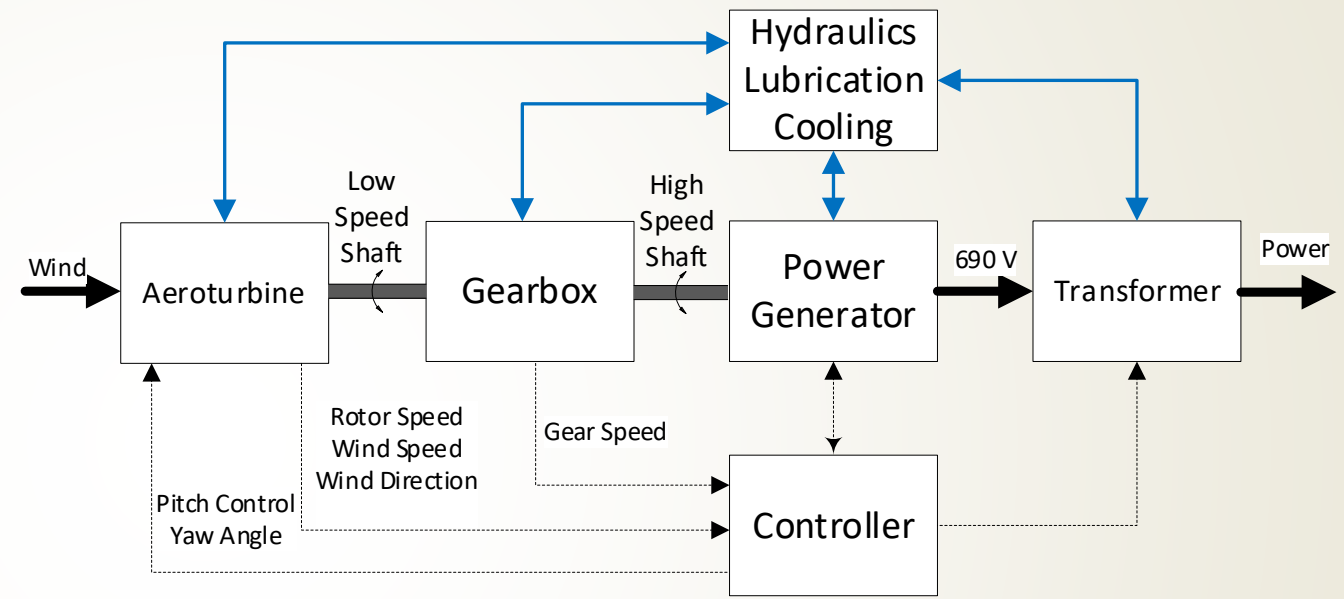 Hydraulics
Lubrication
Cooling
Low
Speed
Shaft
High
Speed
Shaft
Wind
Aeroturbine
Gearbox
Power
Generator
690 V
Transformer
Power
Rotor Speed
Wind Speed
Wind Direction
Gear Speed
Pitch Control
Yaw Angle
Controller